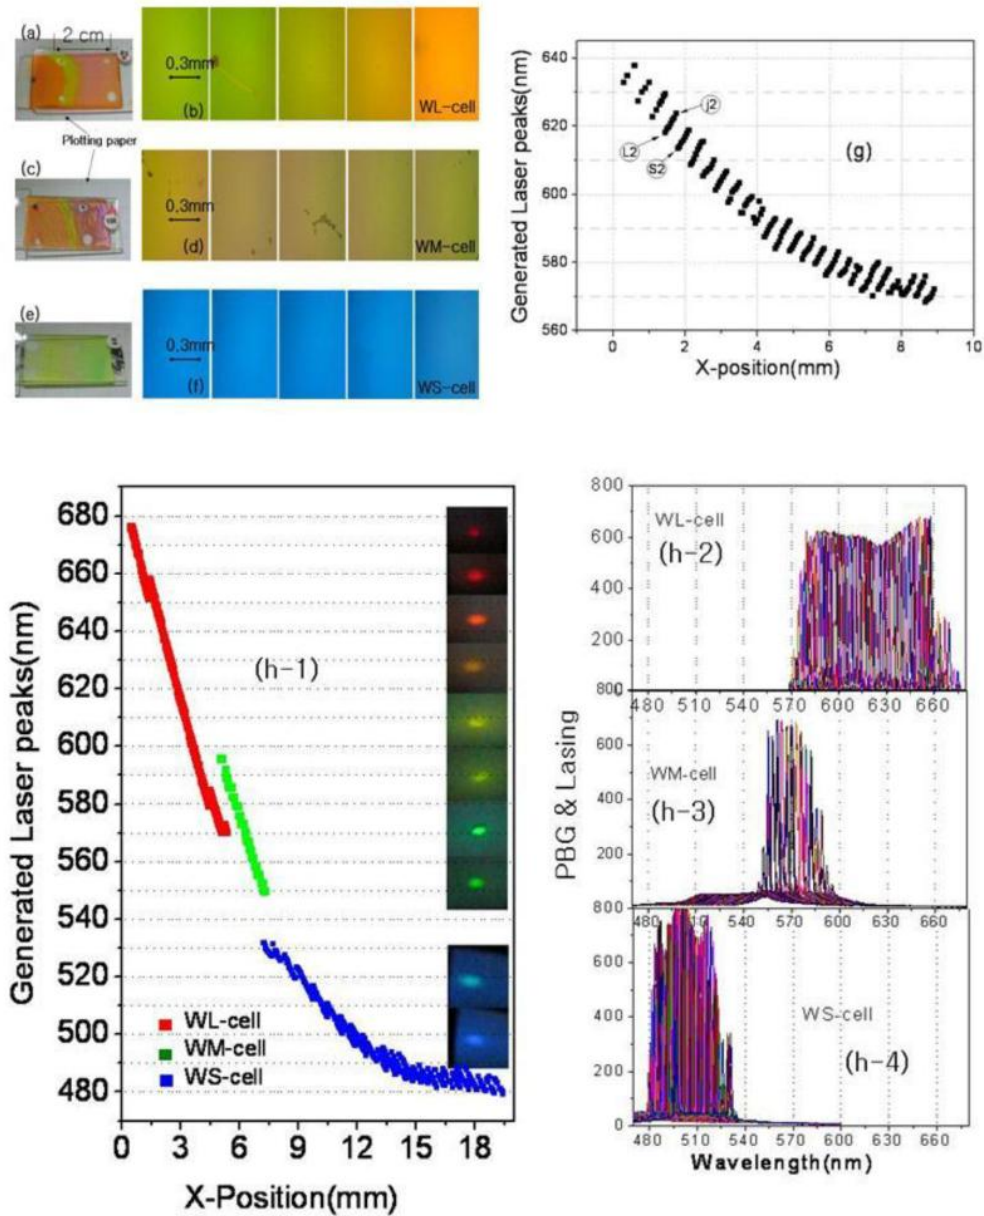 (a)
2 cm
0.3mm
(b)
WL-cell
Plotting paper
(c)
0.3mm
(d)
WM-cell
(e)
0.3mm
(f)
WS-cell
Generated Laser peaks(nm)
640
620
600
580
560
j2
L2
S2
(g)
0 2 4 6 8 10
X-position(mm)
Generated Laser peaks(nm)
680
660
640
620
600
580
560
540
520
500
480
(h-1)
WL-cell
WM-cell
WS-cell
0 3 6 9 12 15 18
X-Position(mm)
PBG & Lasing
800
600
400
200
WL-cell
(h-2)
800
480 510 540 570 600 630 660
600
400
200
WM-cell
(h-3)
800
480 510 540 570 600 630 660
600
400
200
0
WS-cell
(h-4)
480 510 540 570 600 630 660
Wavelength(nm)